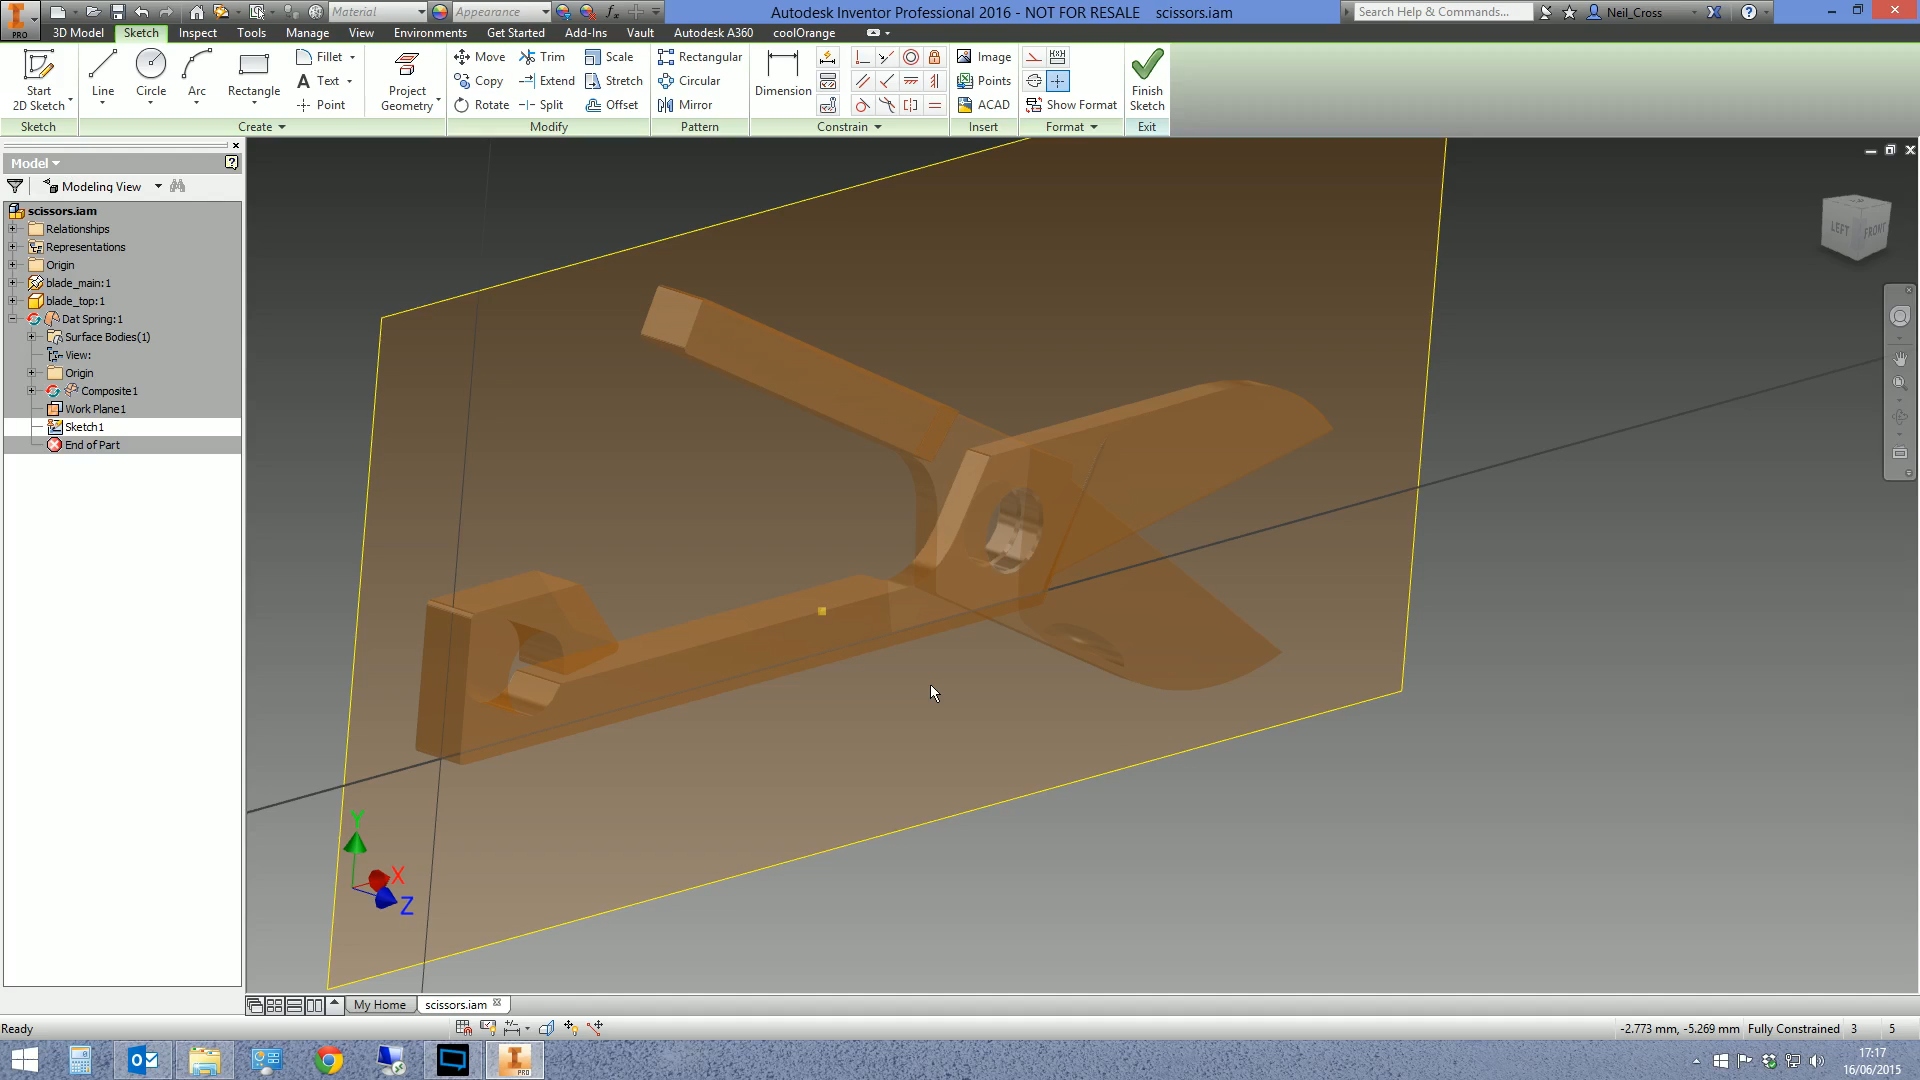 Material
Appearance
Autodesk Inventor Professional 2016 - NOT FOR RESALE scissors.iam
Search Help & Commands...
Neil_Cross
PRO
3D Model Sketch Inspect Tools Manage View Environments Get Started Add-Ins Vault Autodesk A360 coolOrange
Start
2D Sketch
Line
Circle
Arc
Rectangle
Fillet
Text
Point
Project
Geometry
Move Trim Scale
Copy Extend Stretch
Rotate Split Offset
Rectangular
Circular
Mirror
Dimension
Image
Points
ACAD
Show Format
Finish
Sketch
Sketch Create Modify Pattern Constrain Insert Format Exit
Model
Modeling View
scissors.iam
Relationships
Representations
Origin
blade_main:1
blade_top:1
Dat Spring:1
Surface Bodies(1)
View:
Origin
Composite1
Work Plane1
Sketch1
End of Part
LEFT FRONT
Y
X
Z
My Home scissors.iam
Ready
-2.773 mm, -5.269 mm Fully Constrained 3 5
PRO
17:17
16/06/2015